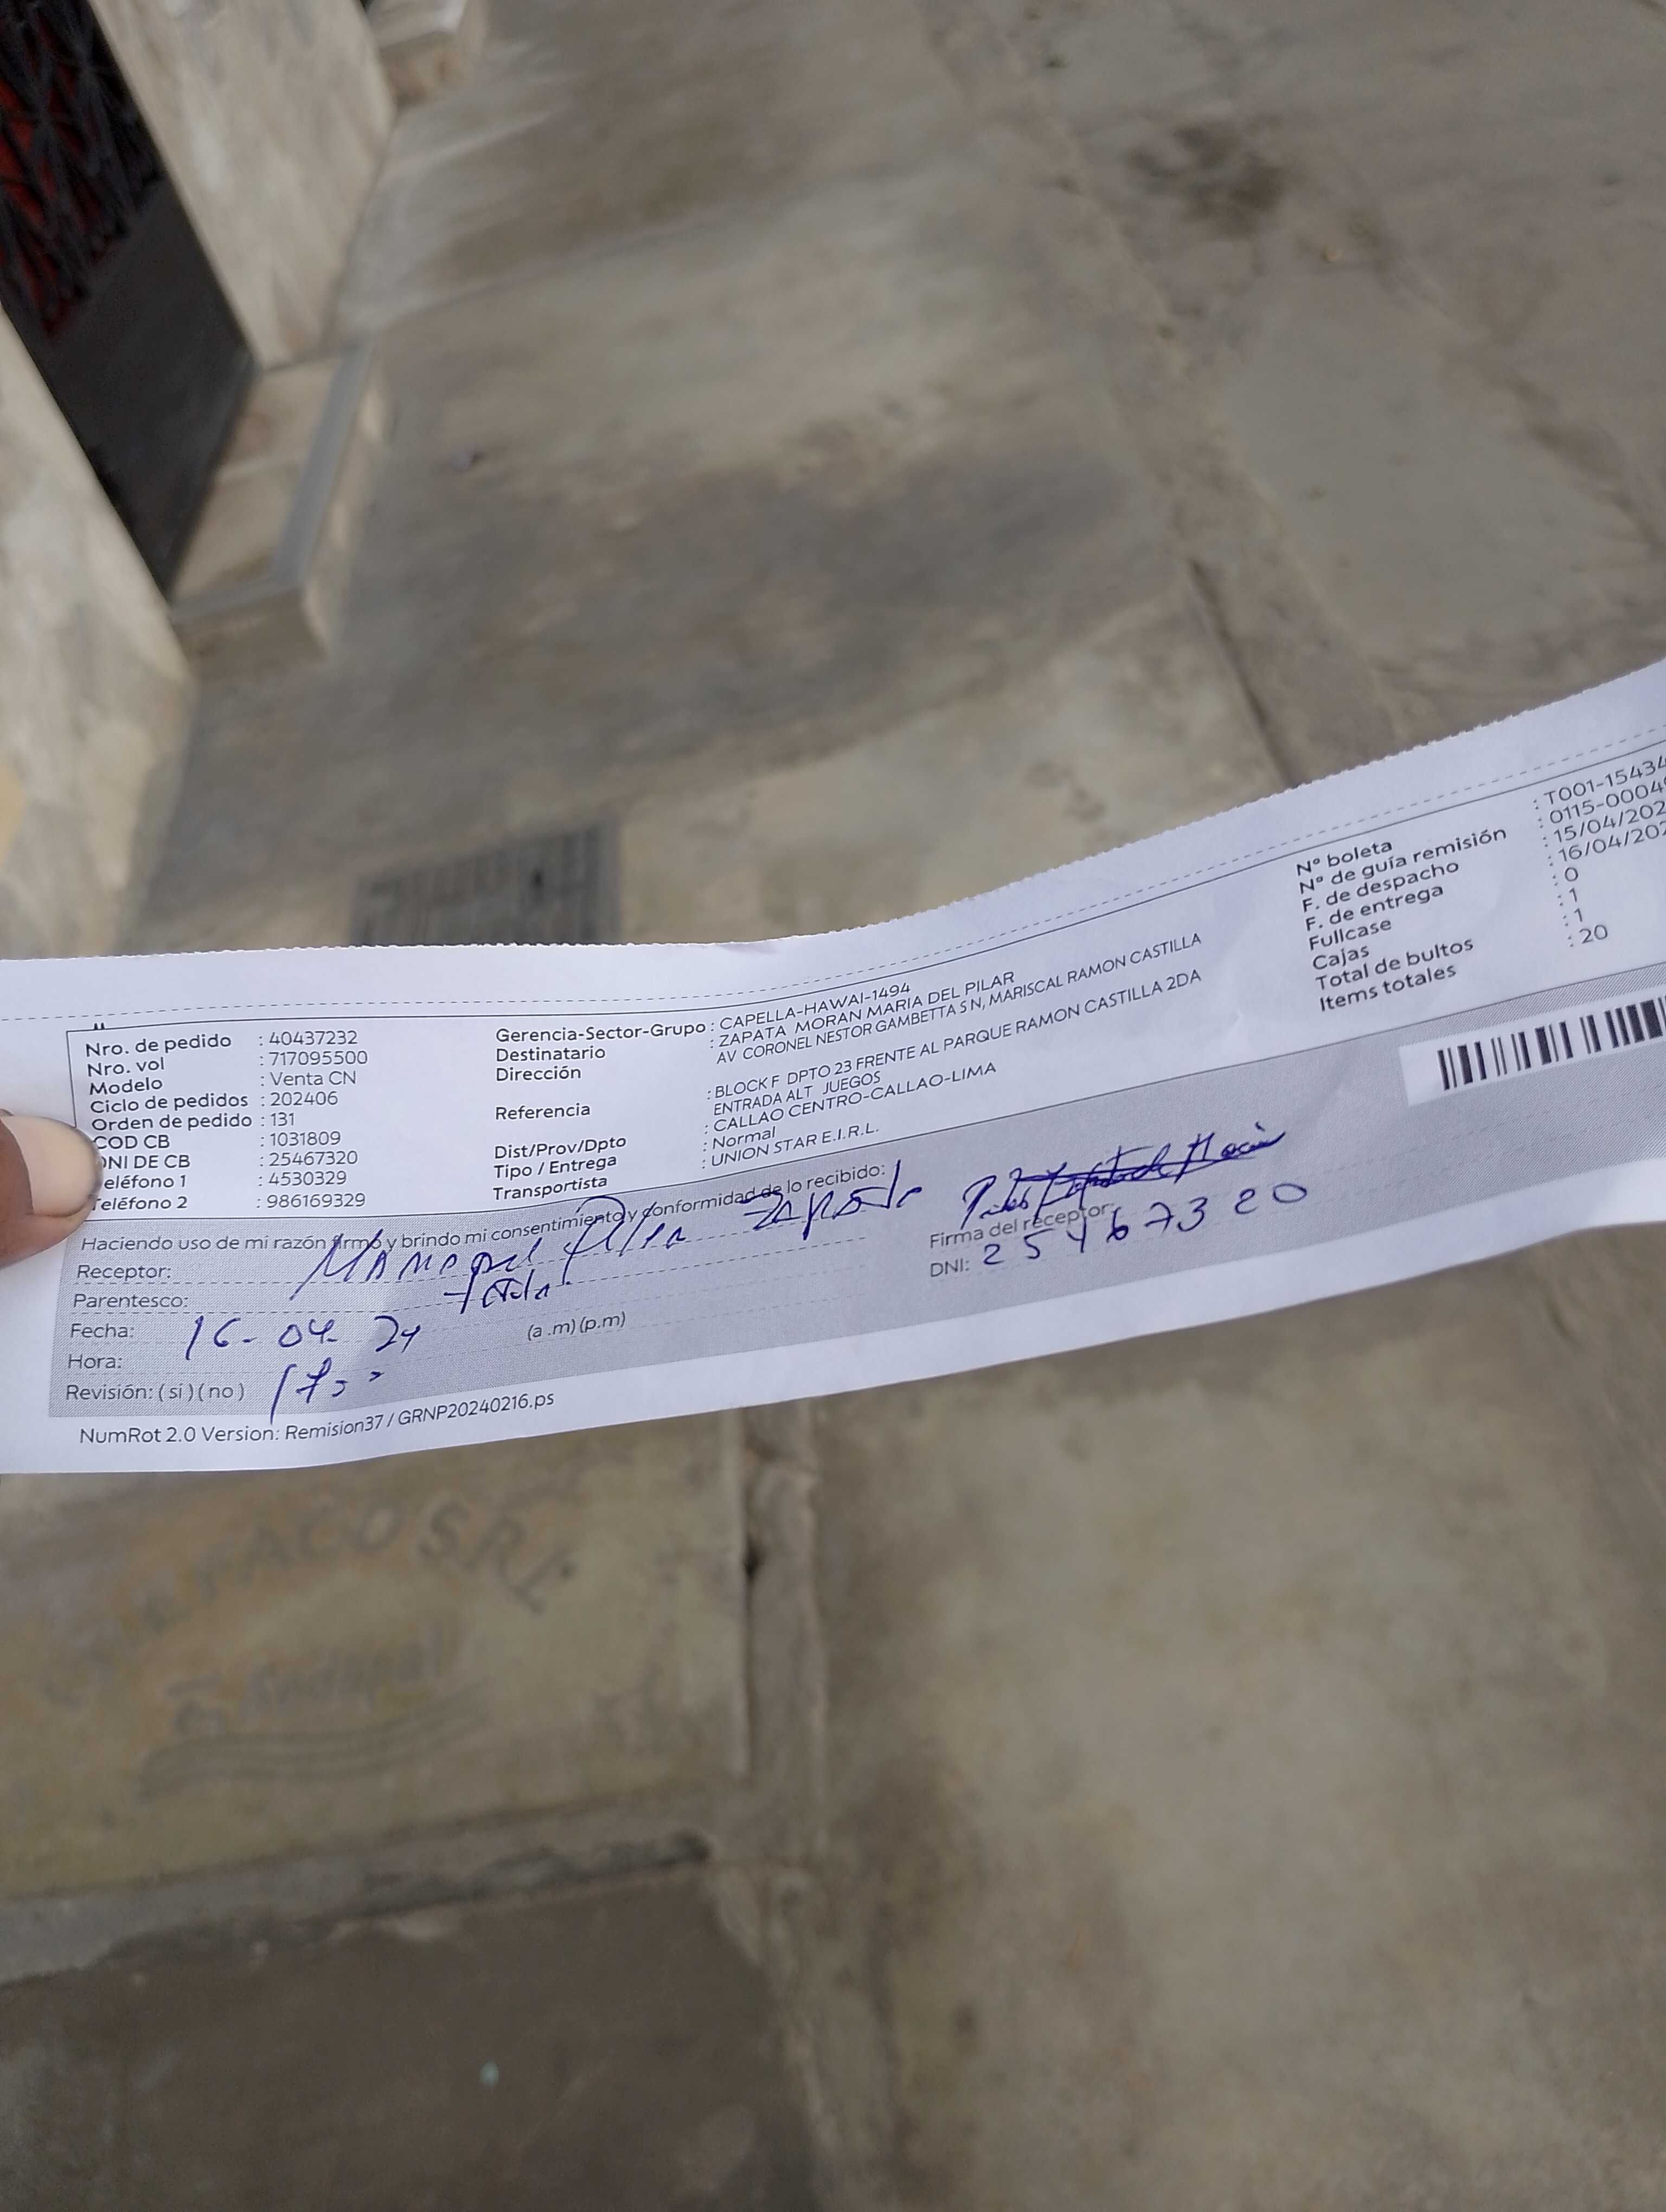 Nro. de pedido : 40437232
Nro. vol : 717095500
Modelo : Venta CN
Ciclo de pedidos : 202406
Orden de pedido : 131
COD CB : 1031809
DNI DE CB : 25467320
eléfono 1 : 4530329
Teléfono 2 : 986169329
Gerencia-Sector-Grupo : CAPELLA-HAWAI-1494
Destinatario : ZAPATA MORAN MARIA DEL PILAR
Dirección AV CORONEL NESTOR GAMBETTA S N, MARISCAL RAMON CASTILLA
Referencia : BLOCK F DPTO 23 FRENTE AL PARQUE RAMON CASTILLA 2DA
ENTRADA ALT JUEGOS
Dist/Prov/Dpto : CALLAO CENTRO-CALLAO-LIMA
Tipo / Entrega : Normal
Transportista : UNION STAR E.I.R.L.
N° boleta : T001-15434
N° de guía remisión : 0115-0004
F. de despacho : 15/04/202
F. de entrega : 16/04/202
Fullcase : 0
Cajas : 1
Total de bultos : 1
Items totales : 20
Haciendo uso de mi razón firmo y brindo mi consentimiento y conformidad de lo recibido:
Receptor: Zapata
Parentesco:
Fecha: 16-04-24
Hora: (a.m) (p.m)
Revisión: (si) (no)
Firma del receptor:
DNI: 25467320
NumRot 2.0 Version: Remision37 / GRNP20240216.ps
S.R.L.